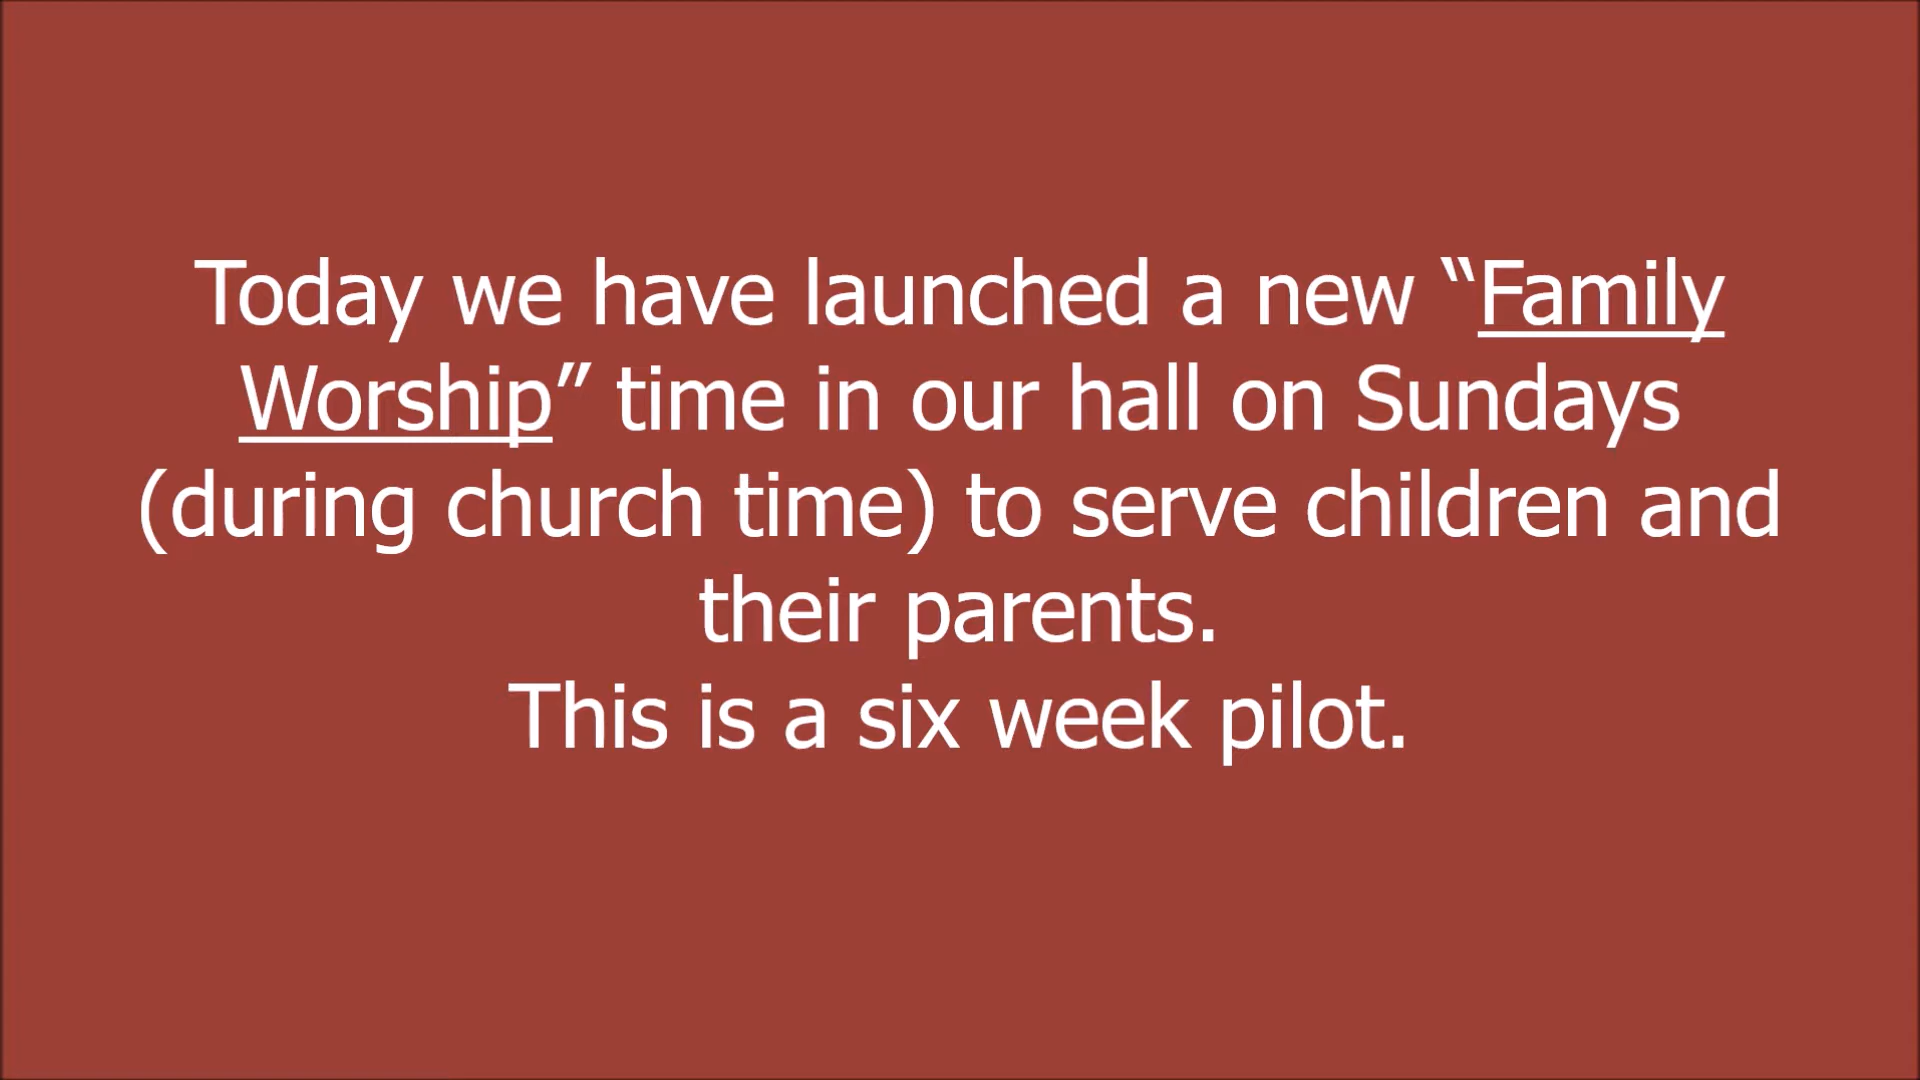 Today we have launched a new “Family
Worship” time in our hall on Sundays
(during church time) to serve children and
their parents.
This is a six week pilot.